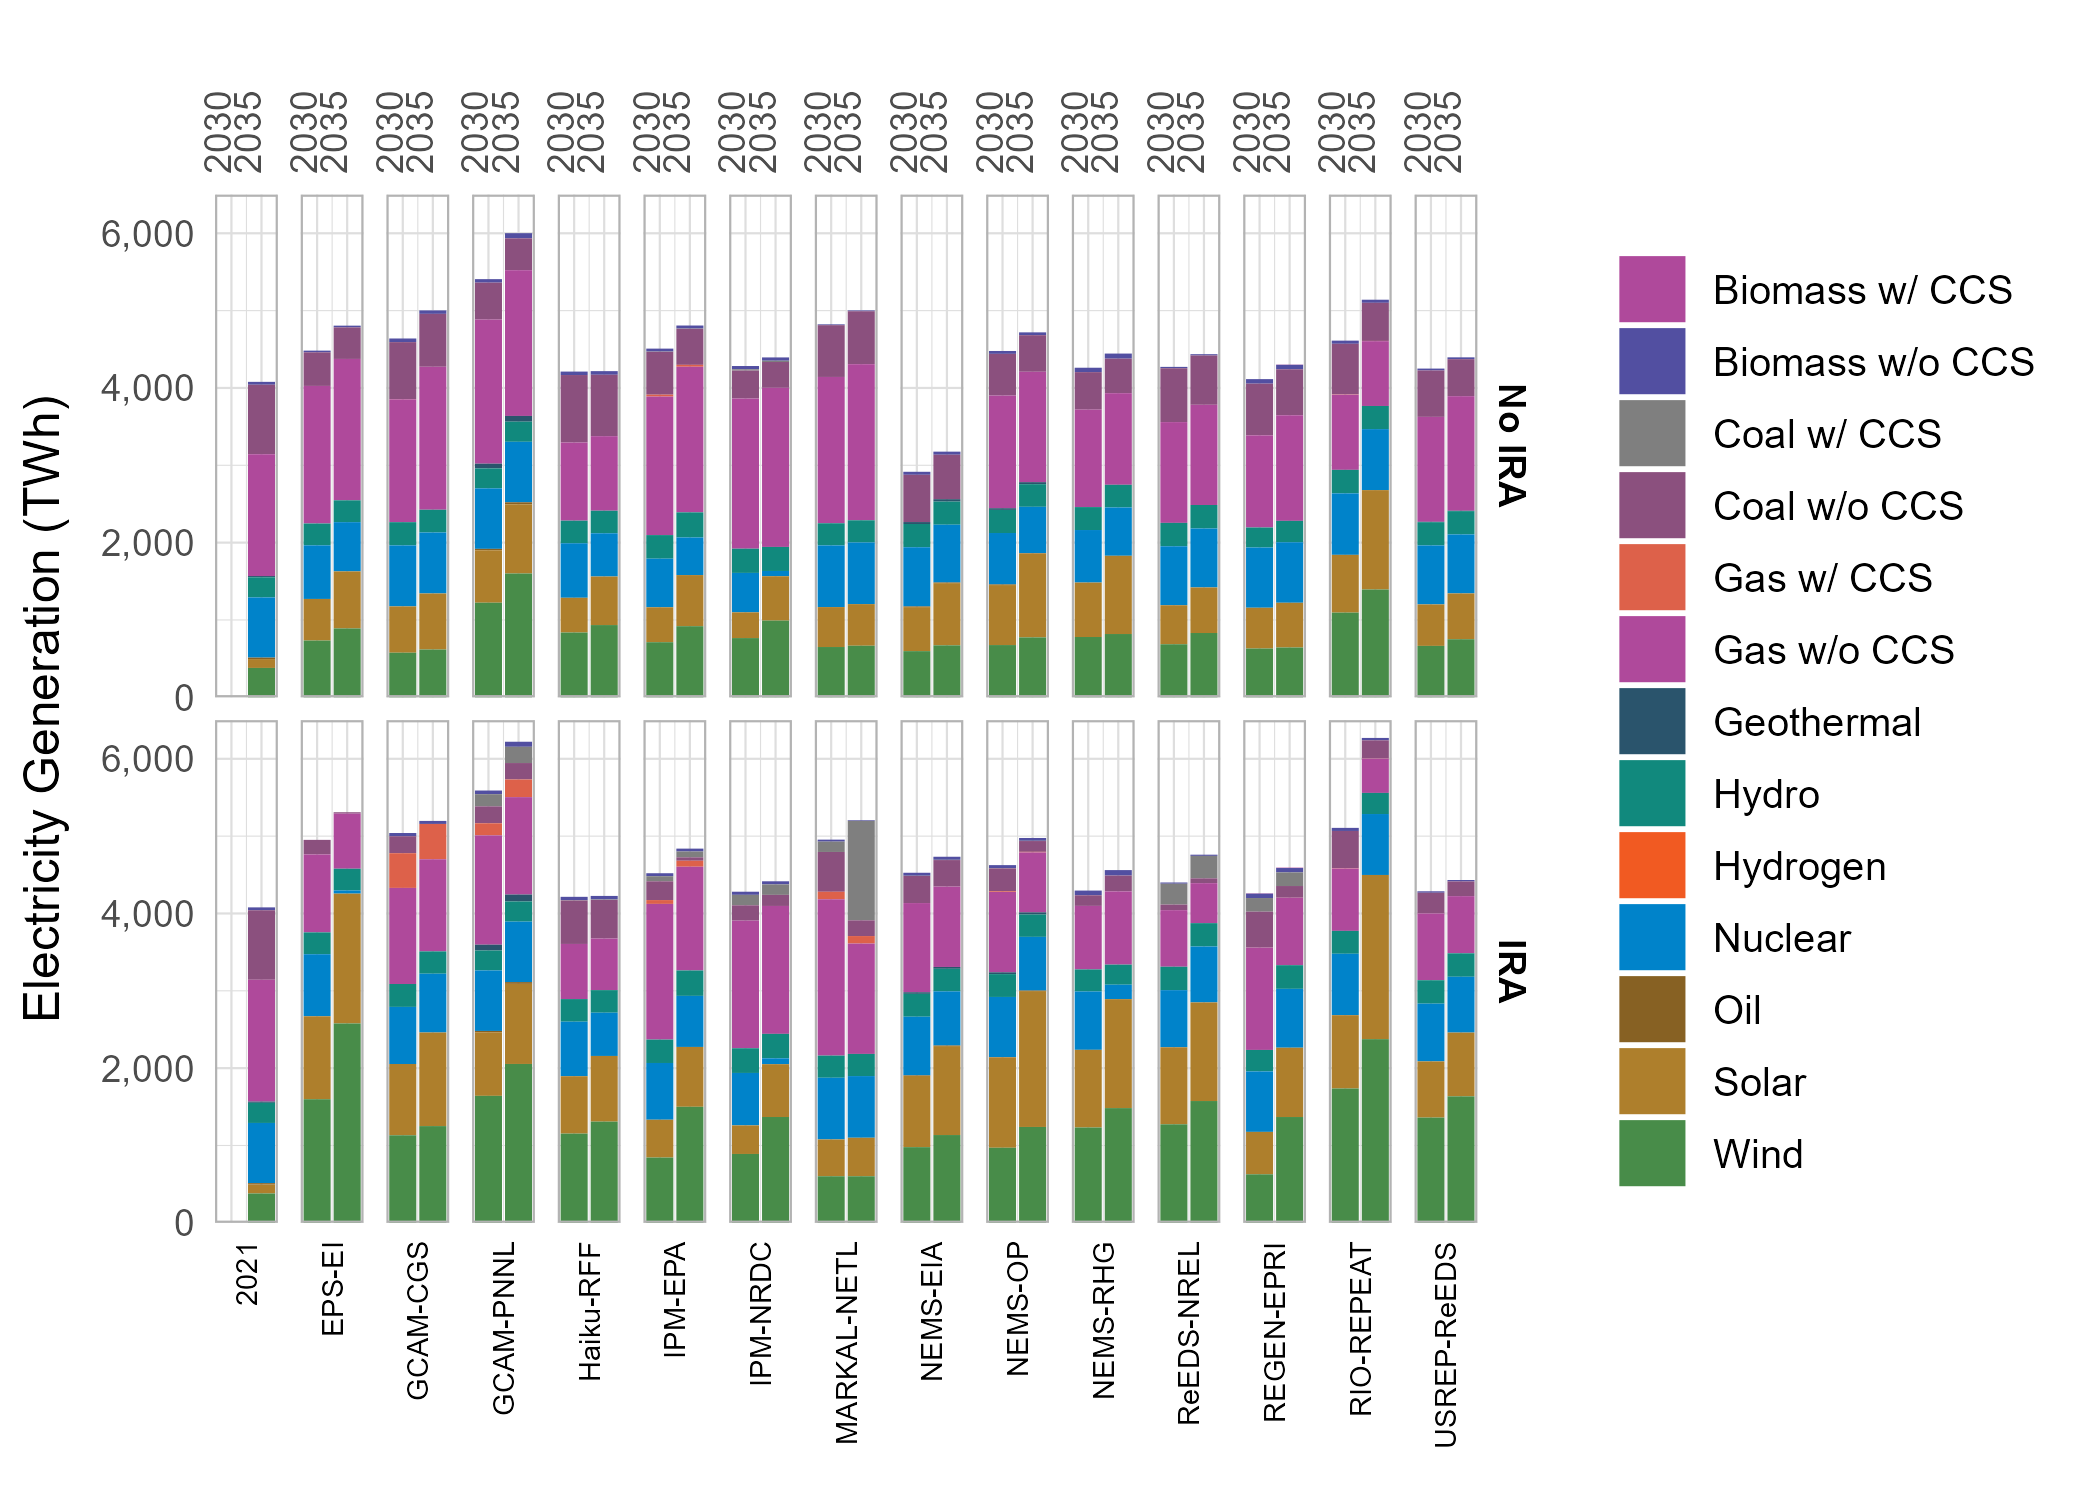 2030 2035 2030 2035 2030 2035 2030 2035 2030 2035 2030 2035 2030 2035 2030 2035 2030 2035 2030 2035 2030 2035 2030 2035 2030 2035 2030 2035 2030 2035
Electricity Generation (TWh)
6,000
4,000
2,000
0
No IRA
6,000
4,000
2,000
0
IRA
2021
EPS-EI
GCAM-CGS
GCAM-PNNL
Haiku-RFF
IPM-EPA
IPM-NRDC
MARKAL-NETL
NEMS-EIA
NEMS-OP
NEMS-RHG
ReEDS-NREL
REGEN-EPRI
RIO-REPEAT
USREP-ReEDS
Biomass w/ CCS
Biomass w/o CCS
Coal w/ CCS
Coal w/o CCS
Gas w/ CCS
Gas w/o CCS
Geothermal
Hydro
Hydrogen
Nuclear
Oil
Solar
Wind